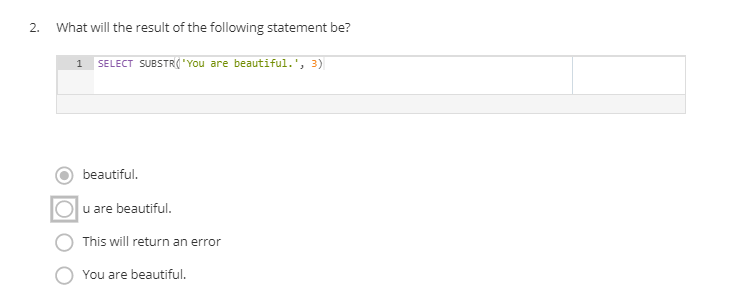 2. What will the result of the following statement be?
1 SELECT SUBSTR('You are beautiful.', 3)
beautiful.
u are beautiful.
This will return an error
You are beautiful.